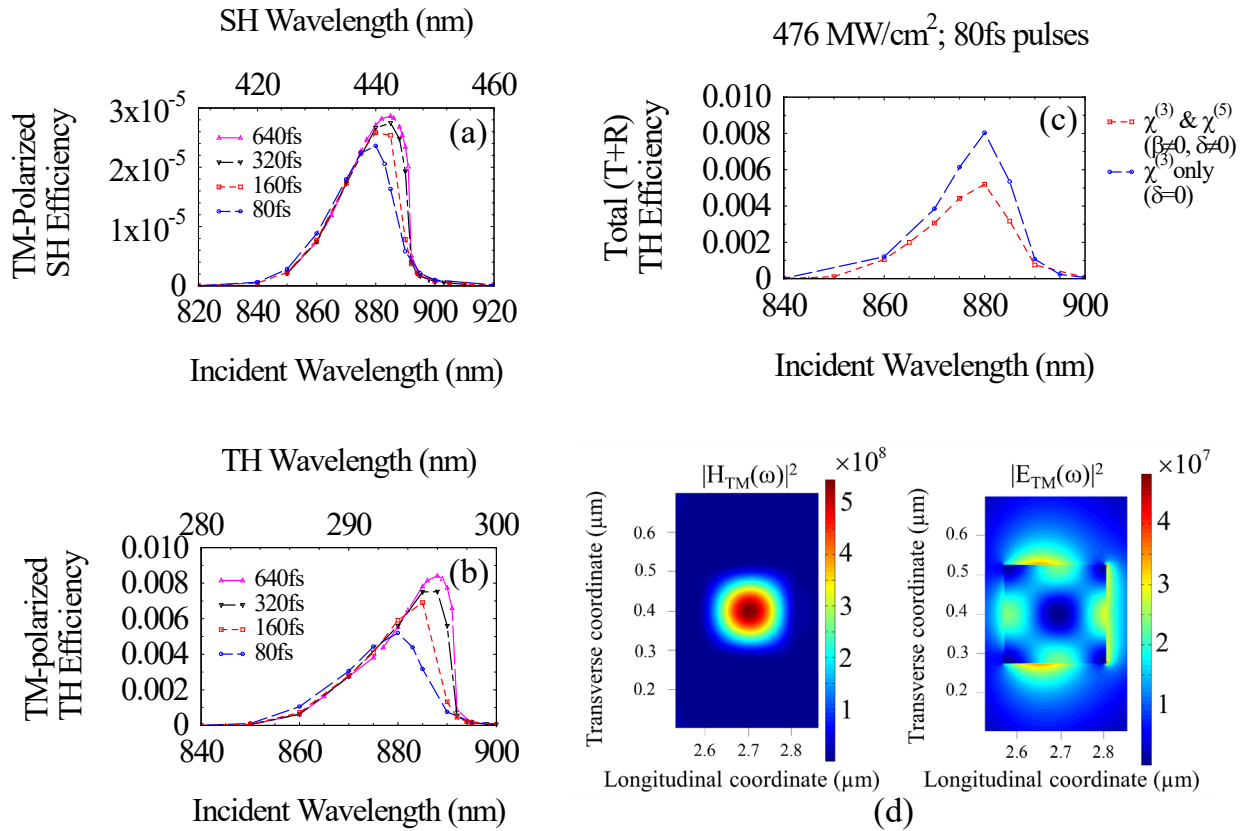 SH Wavelength (nm)
420 440 460
TM-Polarized
SH Efficiency
3x10⁻⁵
2x10⁻⁵
1x10⁻⁵
0
(a)
640fs
320fs
160fs
80fs
820 840 860 880 900 920
Incident Wavelength (nm)
476 MW/cm²; 80fs pulses
Total (T+R)
TH Efficiency
0.010
0.008
0.006
0.004
0.002
0
(c)
χ⁽³⁾ & χ⁽⁵⁾
(β≠0, δ≠0)
χ⁽³⁾ only
(δ=0)
840 860 880 900
Incident Wavelength (nm)
TH Wavelength (nm)
280 292 300
TM-polarized
TH Efficiency
0.010
0.008
0.006
0.004
0.002
0.000
(b)
640fs
320fs
160fs
80fs
840 860 880 900
Incident Wavelength (nm)
|H_TM(ω)|²
×10⁸
Transverse coordinate (µm)
0.6
0.5
0.4
0.3
0.2
5
4
3
2
1
2.6 2.7 2.8
Longitudinal coordinate (µm)
|E_TM(ω)|²
×10⁷
Transverse coordinate (µm)
0.6
0.5
0.4
0.3
0.2
4
3
2
1
2.6 2.7 2.8
Longitudinal coordinate (µm)
(d)